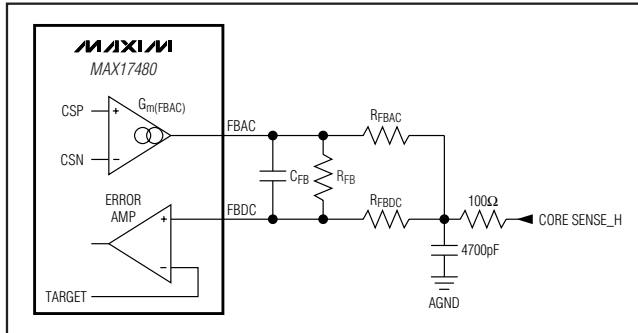 MAXIM
MAX17480
Gm(FBAC)
CSP
+
CSN
−
FBAC
RFBAC
CFB
RFB
ERROR
AMP
FBDC
+
−
RFBDC
100Ω
CORE SENSE_H
4700pF
AGND
TARGET